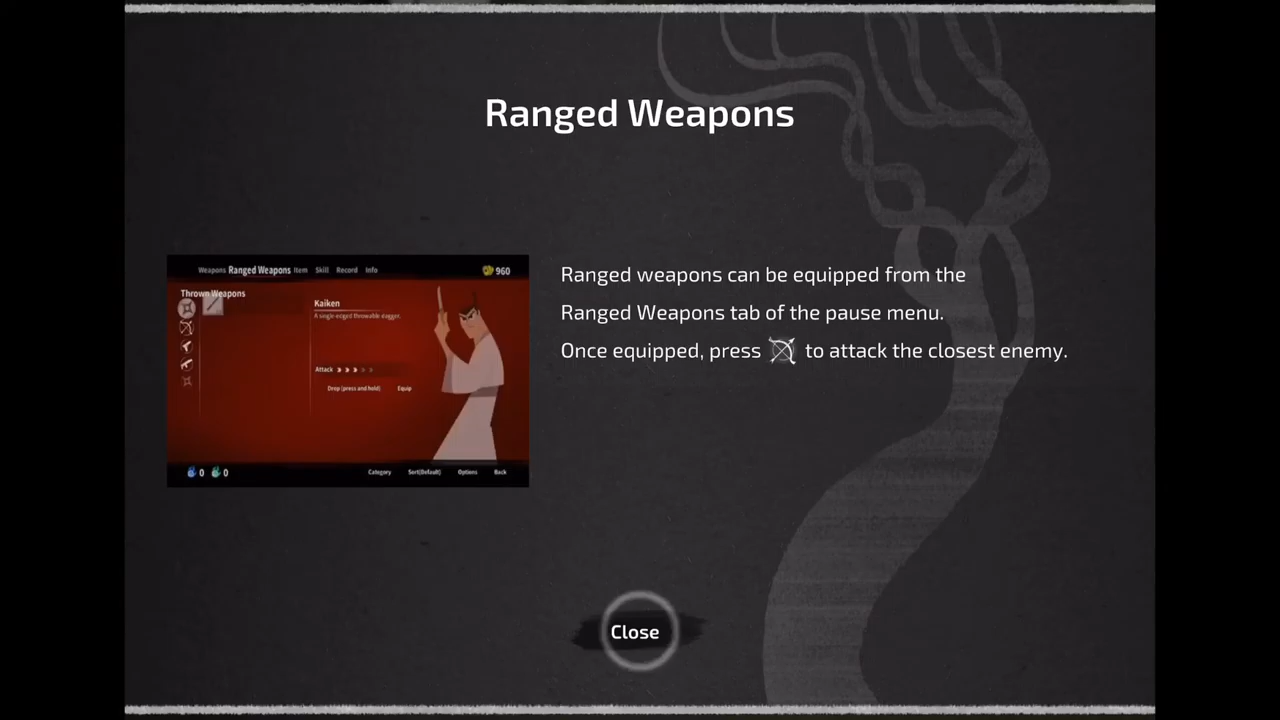 Ranged Weapons
Weapons Ranged Weapons Item Skill Record Info 960
Thrown Weapons
Kaiken
A single-edged throwable dagger.
Attack
Drop (press and hold) Equip
0 0 Category Sort(Default) Options Back
Ranged weapons can be equipped from the
Ranged Weapons tab of the pause menu.
Once equipped, press to attack the closest enemy.
Close